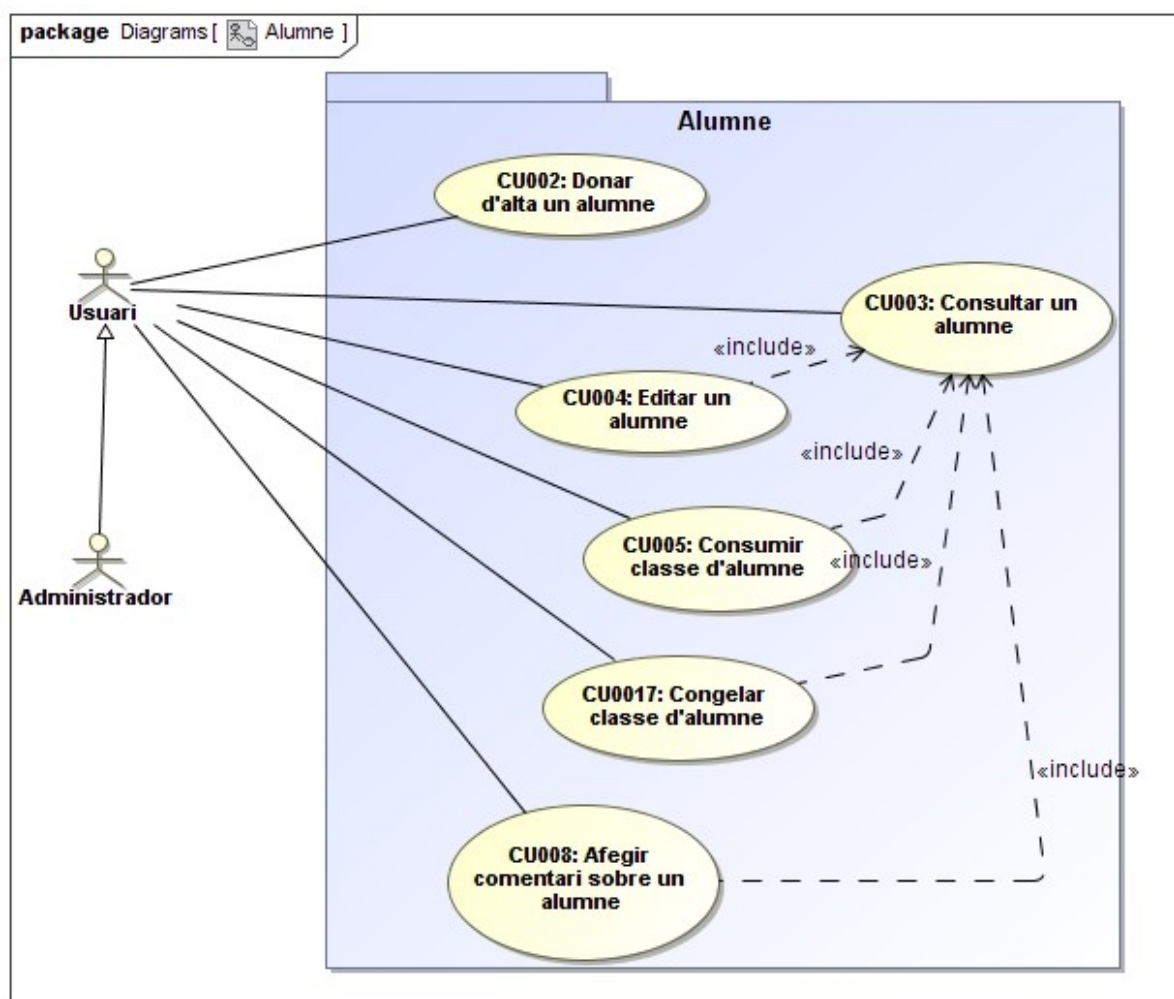 package Diagrams [ Alumne ]
Alumne
CU002: Donar
d'alta un alumne
CU003: Consultar un
alumne
Usuari
«include»
CU004: Editar un
alumne
«include»
CU005: Consumir
classe d'alumne
«include»
Administrador
CU0017: Congelar
classe d'alumne
«include»
CU008: Afegir
comentari sobre un
alumne